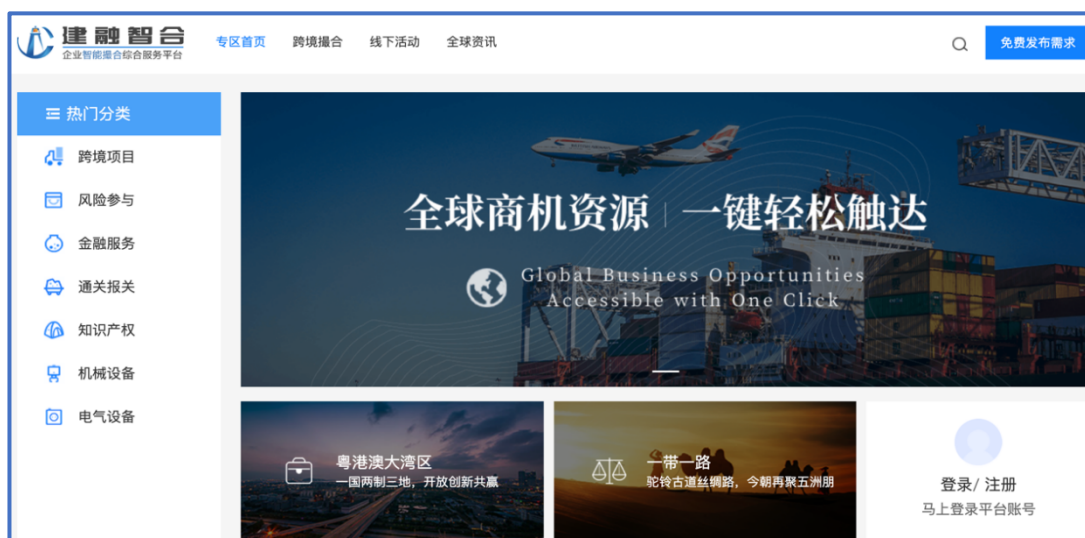 建融智合
企业智能撮合综合服务平台
专区首页 跨境撮合 线下活动 全球资讯
免费发布需求
热门分类
跨境项目
风险参与
金融服务
通关报关
知识产权
机械设备
电气设备
全球商机资源 | 一键轻松触达
Global Business Opportunities
Accessible with One Click
粤港澳大湾区
一国两制三地，开放创新共赢
一带一路
驼铃古道丝绸路，今朝再聚五洲朋
登录/ 注册
马上登录平台账号